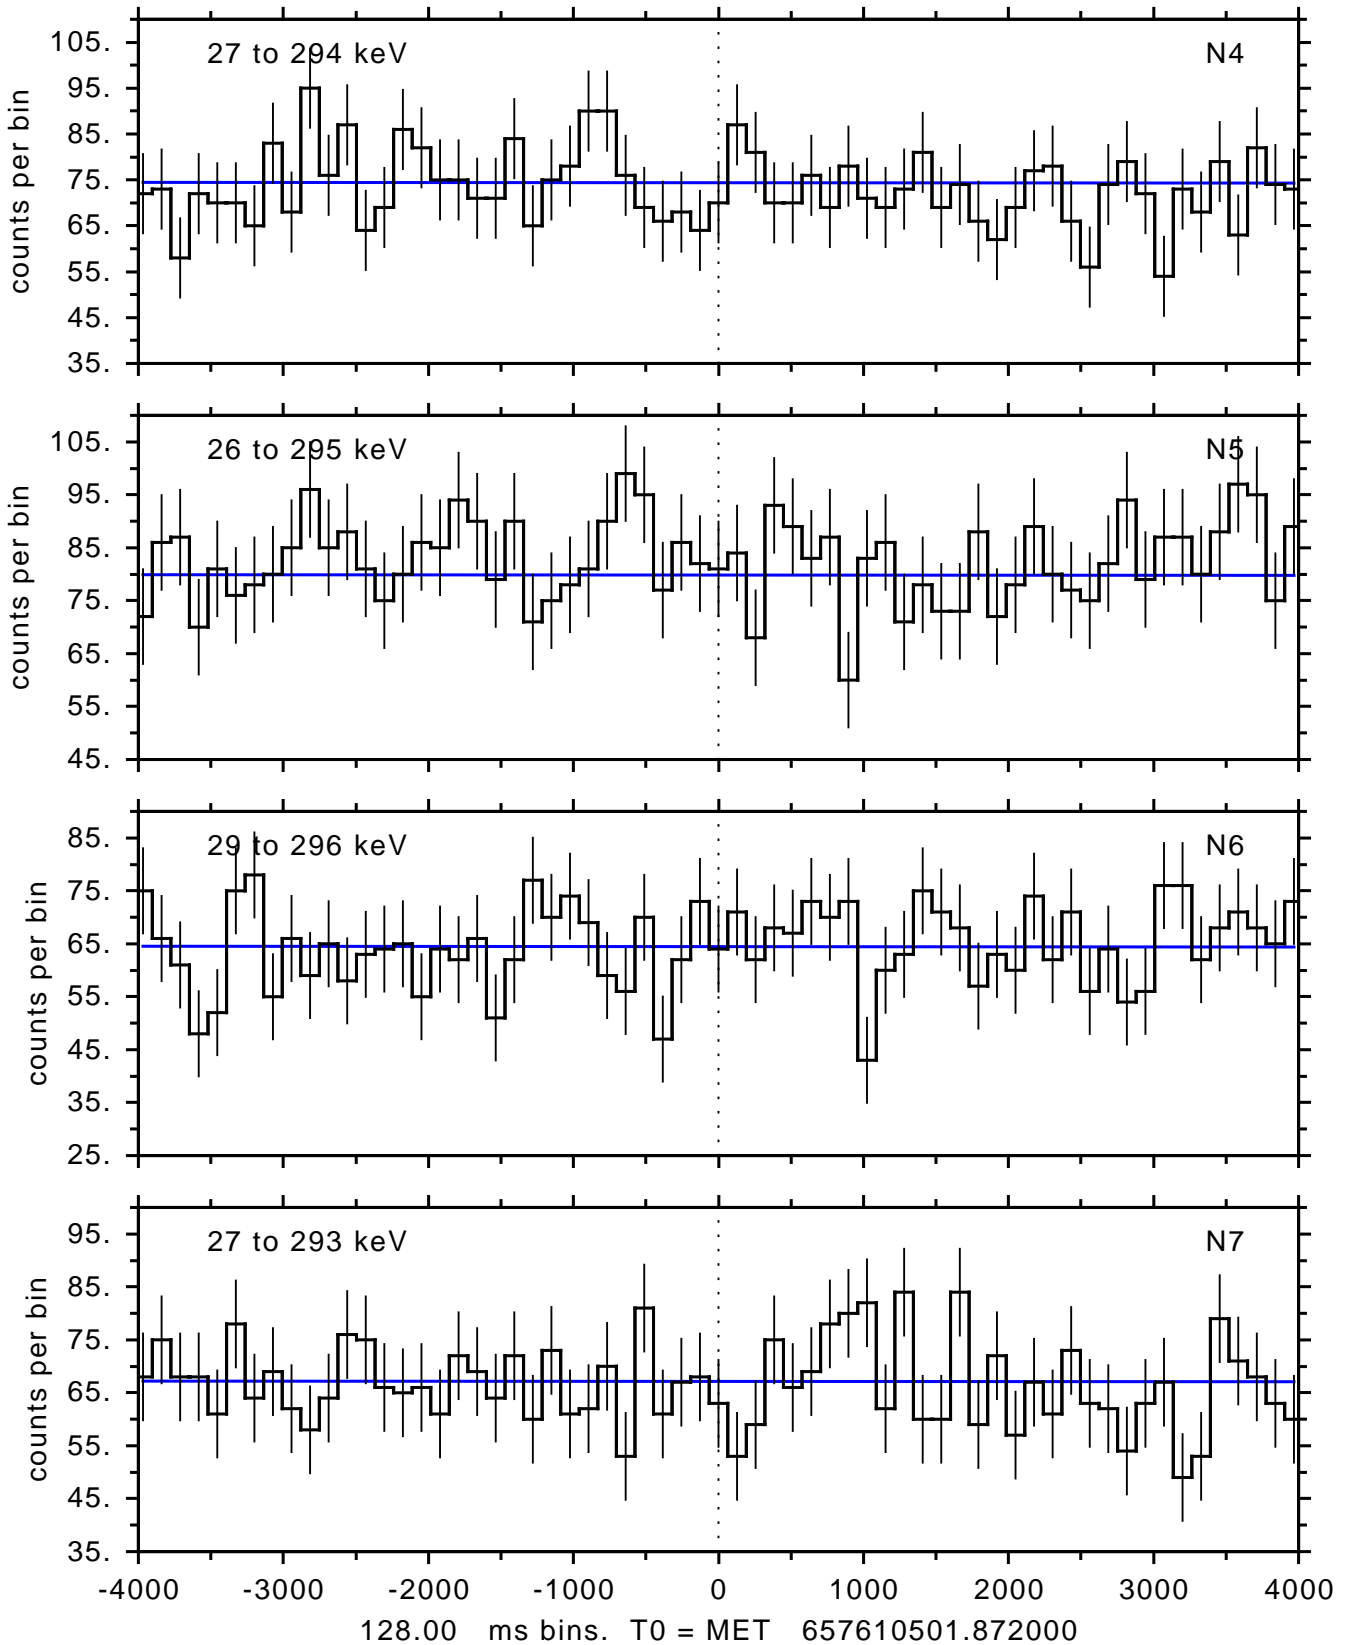 27 to 294 keV N4
105.
95.
85.
75.
65.
55.
45.
35.
counts per bin
26 to 295 keV N5
105.
95.
85.
75.
65.
55.
45.
counts per bin
29 to 296 keV N6
85.
75.
65.
55.
45.
35.
25.
counts per bin
27 to 293 keV N7
95.
85.
75.
65.
55.
45.
35.
counts per bin
-4000 -3000 -2000 -1000 0 1000 2000 3000 4000
128.00 ms bins. T0 = MET 657610501.872000